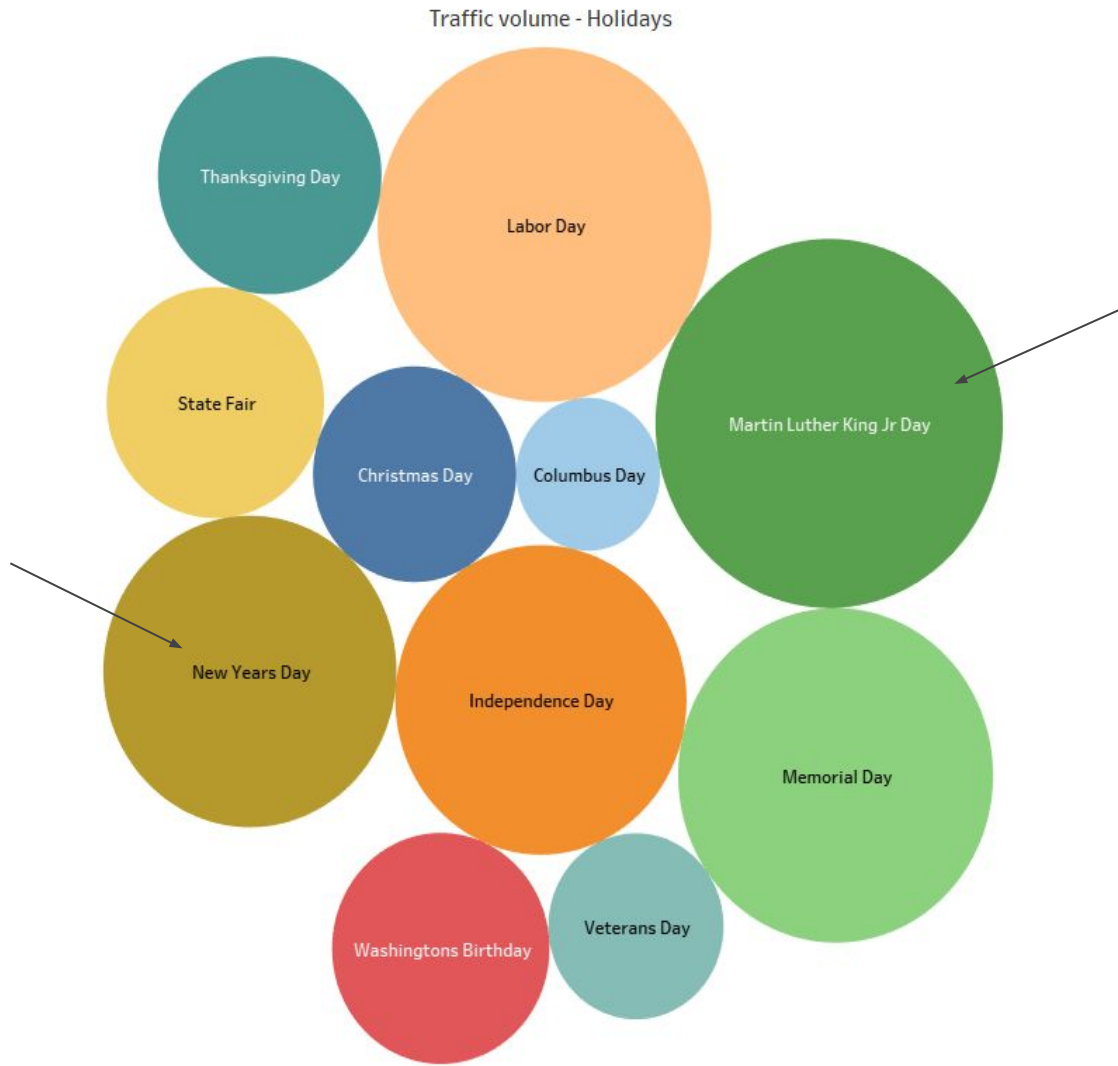 Traffic volume - Holidays
Thanksgiving Day
Labor Day
State Fair
Martin Luther King Jr Day
Christmas Day
Columbus Day
New Years Day
Independence Day
Memorial Day
Veterans Day
Washingtons Birthday